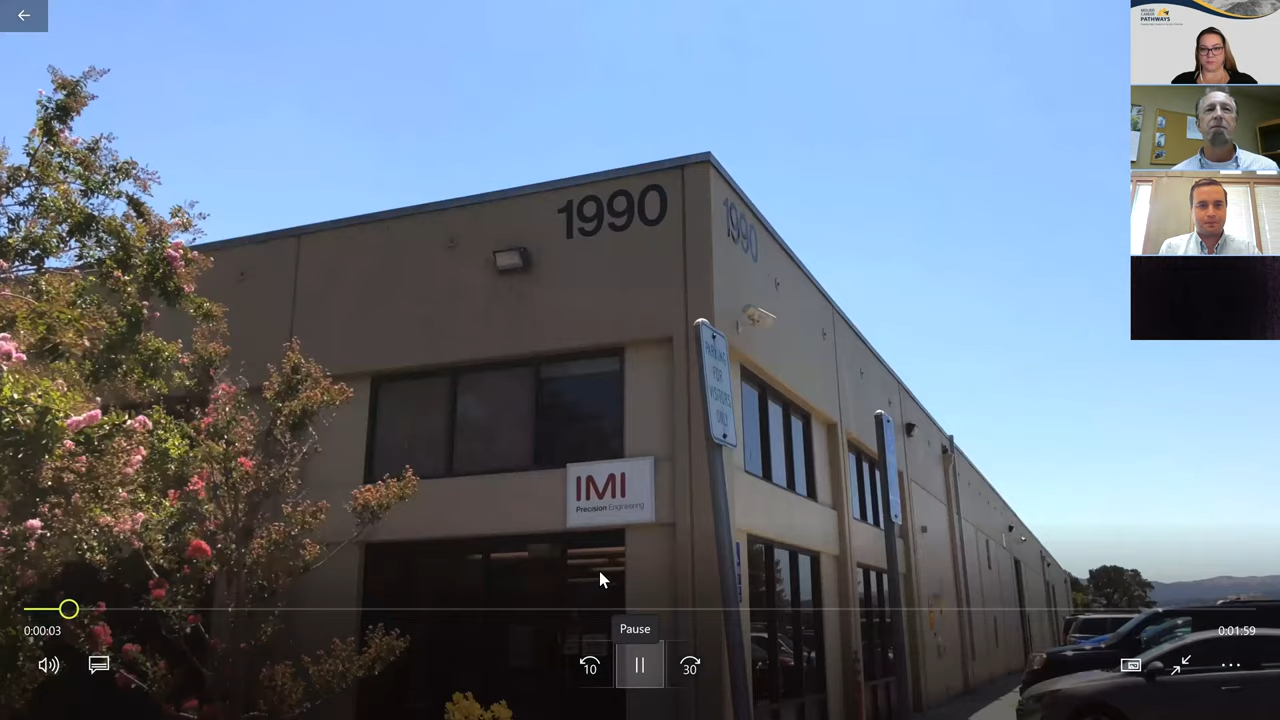 1990
1990
PARKING
FOR
VISITORS
ONLY
IMI
Precision Engineering
PATHWAYS
Pause
0:00:03
0:01:59
10
30